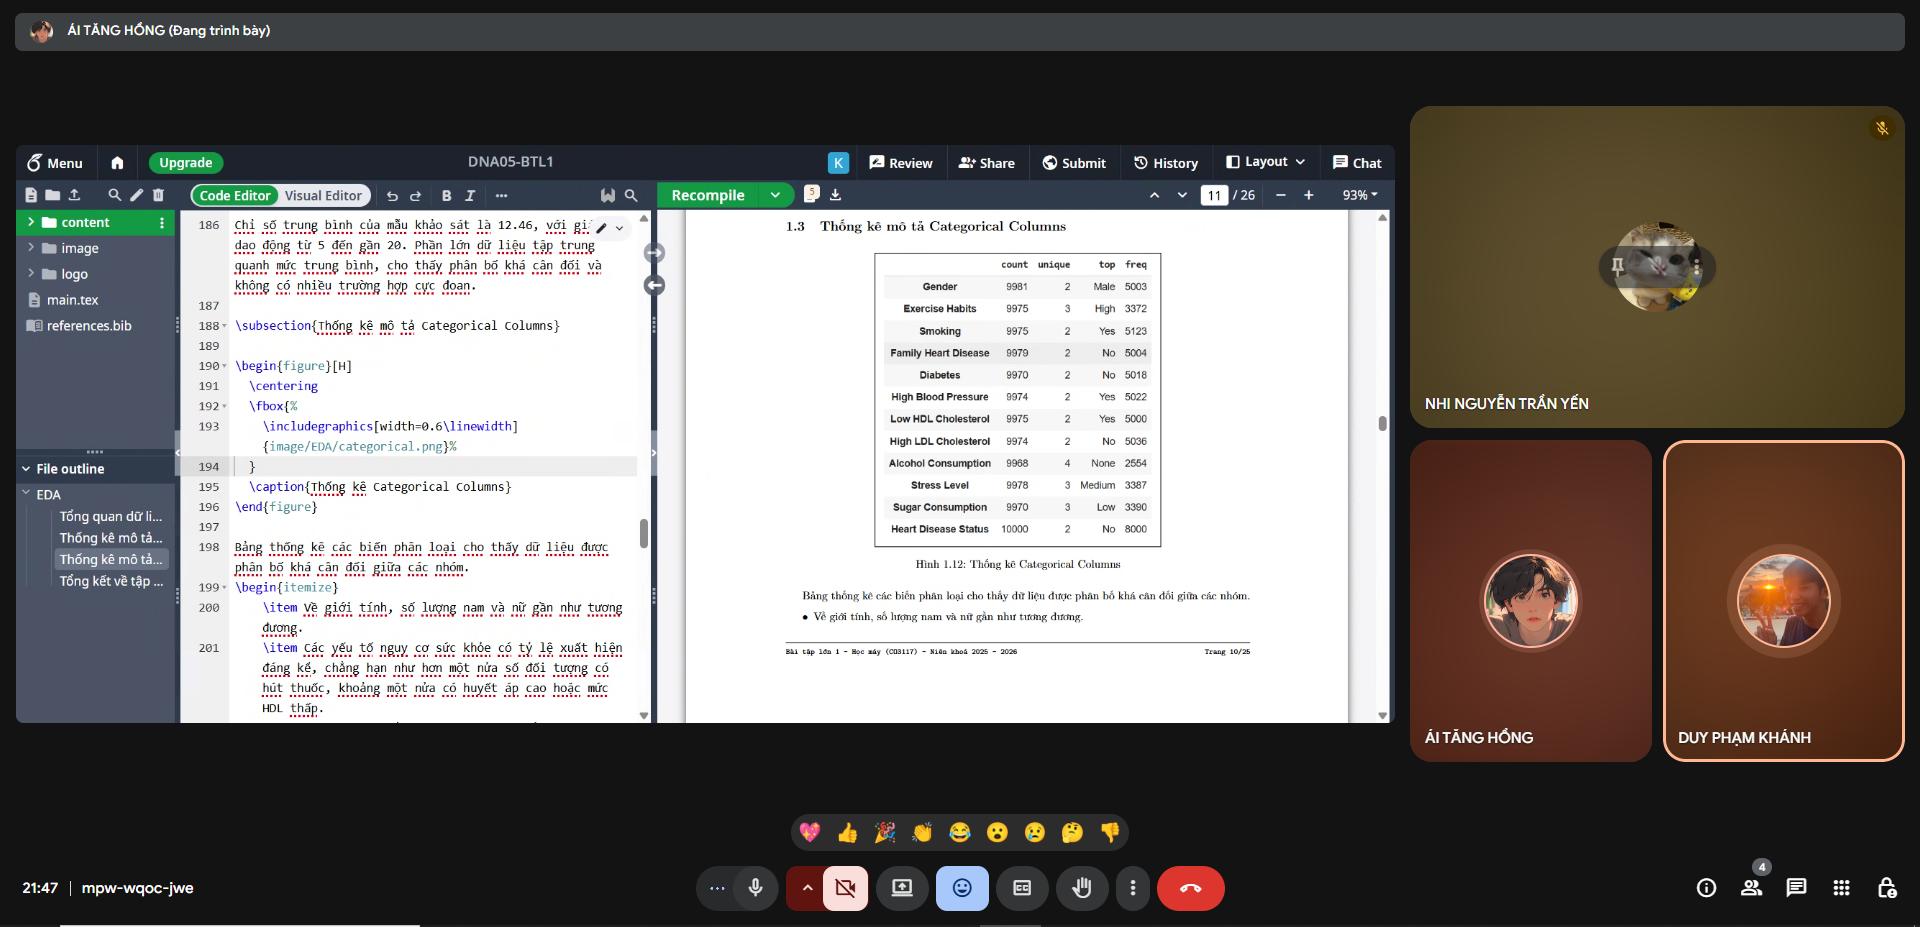 ÁI TĂNG HỒNG (Đang trình bày)
Menu
Upgrade
DNA05-BTL1
K
Review
Share
Submit
History
Layout
Chat
Code Editor
Visual Editor
B
I
Recompile
5
11 / 26
93%
content
image
logo
main.tex
references.bib
File outline
EDA
Tổng quan dữ li...
Thống kê mô tả...
Thống kê mô tả...
Tổng kết về tập ...
186 Chỉ số trung bình của mẫu khảo sát là 12.46, với gi
dao động từ 5 đến gần 20. Phần lớn dữ liệu tập trung
quanh mức trung bình, cho thấy phân bố khá cân đối và
không có nhiều trường hợp cực đoan.
187
188 \subsection{Thống kê mô tả Categorical Columns}
189
190 \begin{figure}[H]
191 \centering
192 \fbox{%
193 \includegraphics[width=0.6\linewidth]
{image/EDA/categorical.png}%
194 }
195 \caption{Thống kê Categorical Columns}
196 \end{figure}
197
198 Bảng thống kê các biến phân loại cho thấy dữ liệu được
phân bố khá cân đối giữa các nhóm.
199 \begin{itemize}
200 \item Về giới tính, số lượng nam và nữ gần như tương
đương.
201 \item Các yếu tố nguy cơ sức khỏe có tỷ lệ xuất hiện
đáng kể, chẳng hạn như hơn một nửa số đối tượng có
hút thuốc, khoảng một nửa có huyết áp cao hoặc mức
HDL thấp.
1.3 Thống kê mô tả Categorical Columns
count unique top freq
Gender 9981 2 Male 5003
Exercise Habits 9975 3 High 3372
Smoking 9975 2 Yes 5123
Family Heart Disease 9979 2 No 5004
Diabetes 9970 2 No 5018
High Blood Pressure 9974 2 Yes 5022
Low HDL Cholesterol 9975 2 Yes 5000
High LDL Cholesterol 9974 2 No 5036
Alcohol Consumption 9968 4 None 2554
Stress Level 9978 3 Medium 3387
Sugar Consumption 9970 3 Low 3390
Heart Disease Status 10000 2 No 8000
Hình 1.12: Thống kê Categorical Columns
Bảng thống kê các biến phân loại cho thấy dữ liệu được phân bố khá cân đối giữa các nhóm.
• Về giới tính, số lượng nam và nữ gần như tương đương.
Bài tập lớn 1 - Học máy (CO3117) - Niên khoá 2025 - 2026
Trang 10/25
NHI NGUYỄN TRẦN YẾN
ÁI TĂNG HỒNG
DUY PHẠM KHÁNH
21:47 | mpw-wqoc-jwe
CC
4